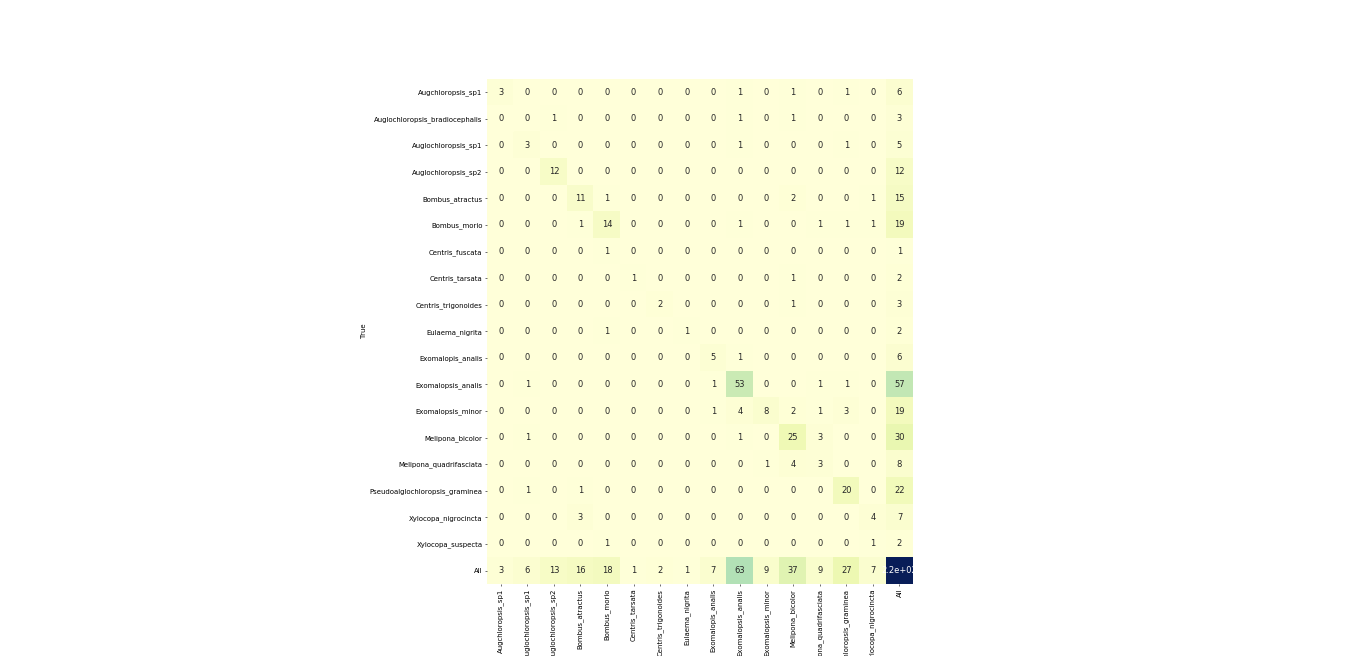 Augchloropsis_sp1 3 0 0 0 0 0 0 0 0 1 0 1 0 1 0 6
Auglochloropsis_bradiocephalis 0 0 1 0 0 0 0 0 0 1 0 1 0 0 0 3
Auglochloropsis_sp1 0 3 0 0 0 0 0 0 0 1 0 0 0 1 0 5
Auglochloropsis_sp2 0 0 12 0 0 0 0 0 0 0 0 0 0 0 0 12
Bombus_atractus 0 0 0 11 1 0 0 0 0 0 0 2 0 0 1 15
Bombus_morio 0 0 0 1 14 0 0 0 0 1 0 0 1 1 1 19
Centris_fuscata 0 0 0 0 1 0 0 0 0 0 0 0 0 0 0 1
Centris_tarsata 0 0 0 0 0 1 0 0 0 0 0 1 0 0 0 2
Centris_trigonoides 0 0 0 0 0 0 2 0 0 0 0 1 0 0 0 3
Eulaema_nigrita 0 0 0 0 1 0 0 1 0 0 0 0 0 0 0 2
Exomalopis_analis 0 0 0 0 0 0 0 0 5 1 0 0 0 0 0 6
Exomalopsis_analis 0 1 0 0 0 0 0 0 1 53 0 0 1 1 0 57
Exomalopsis_minor 0 0 0 0 0 0 0 0 1 4 8 2 1 3 0 19
Melipona_bicolor 0 1 0 0 0 0 0 0 0 1 0 25 3 0 0 30
Melipona_quadrifasciata 0 0 0 0 0 0 0 0 0 0 1 4 3 0 0 8
Pseudoalglochloropsis_graminea 0 1 0 1 0 0 0 0 0 0 0 0 0 20 0 22
Xylocopa_nigrocincta 0 0 0 3 0 0 0 0 0 0 0 0 0 0 4 7
Xylocopa_suspecta 0 0 0 0 1 0 0 0 0 0 0 0 0 0 1 2
All 3 6 13 16 18 1 2 1 7 63 9 37 9 27 7 .2e+02
True
Augchloropsis_sp1
uglochloropsis_sp1
uglochloropsis_sp2
Bombus_atractus
Bombus_morio
Centris_tarsata
Centris_trigonoides
Eulaema_nigrita
Exomalopis_analis
Exomalopsis_analis
Exomalopsis_minor
Melipona_bicolor
ona_quadrifasciata
hloropsis_graminea
ylocopa_nigrocincta
All